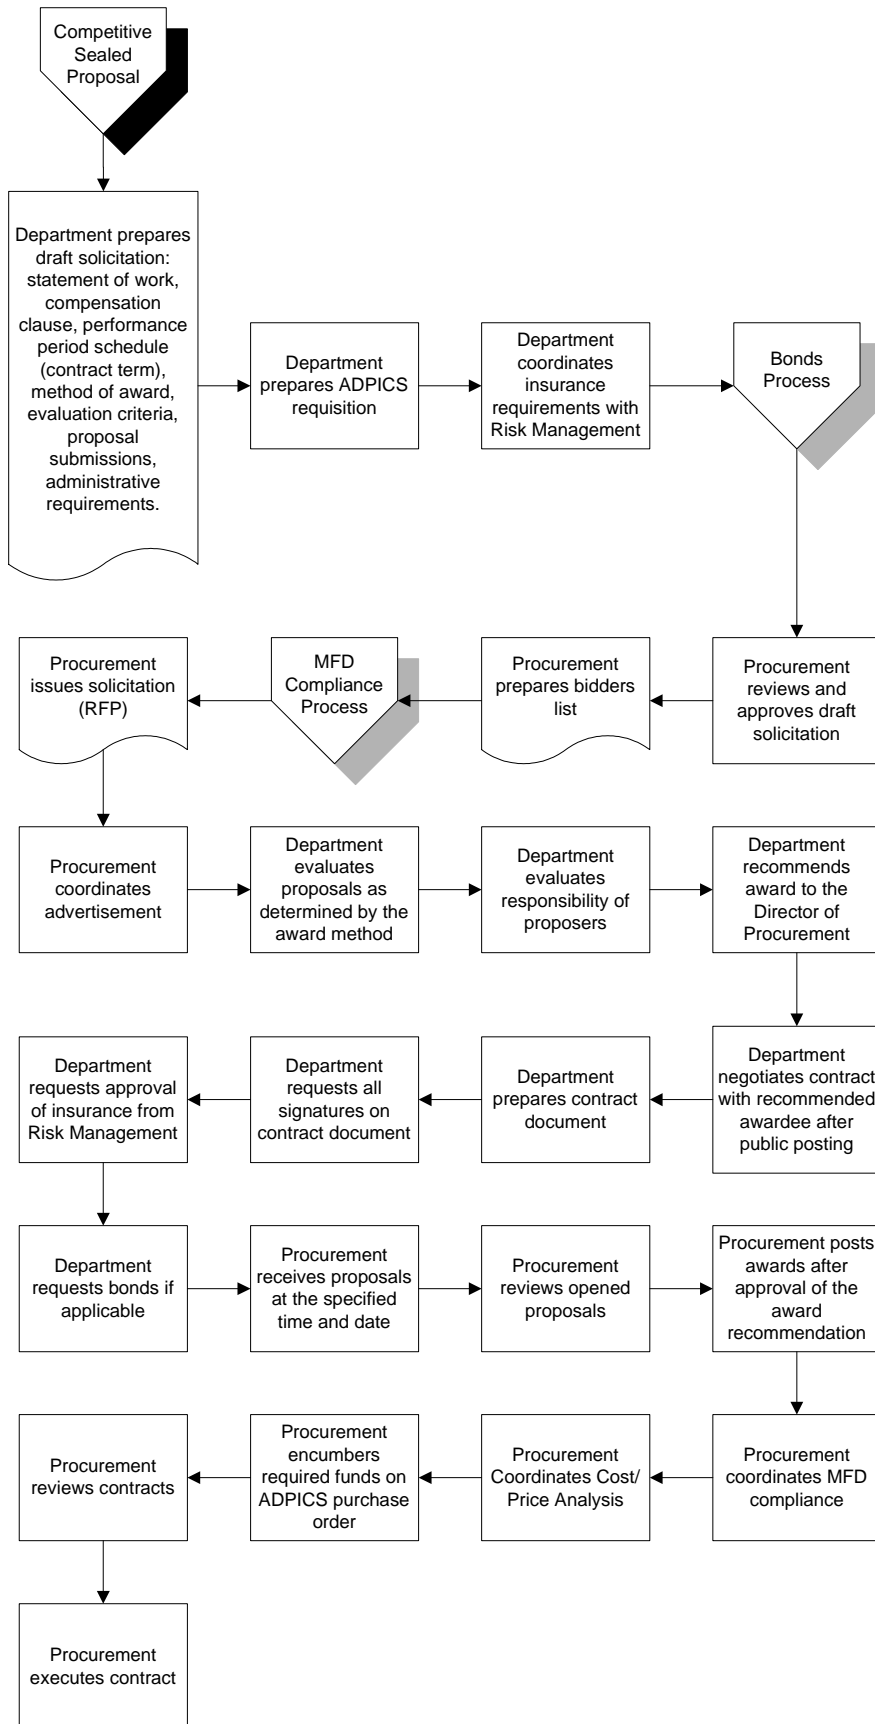 Competitive
Sealed
Proposal
Department prepares
draft solicitation:
statement of work,
compensation
clause, performance
period schedule
(contract term),
method of award,
evaluation criteria,
proposal
submissions,
administrative
requirements.
Department
prepares ADPICS
requisition
Department
coordinates
insurance
requirements with
Risk Management
Bonds
Process
Procurement
reviews and
approves draft
solicitation
Procurement
prepares bidders
list
MFD
Compliance
Process
Procurement
issues solicitation
(RFP)
Procurement
coordinates
advertisement
Department
evaluates
proposals as
determined by the
award method
Department
evaluates
responsibility of
proposers
Department
recommends
award to the
Director of
Procurement
Department
negotiates contract
with recommended
awardee after
public posting
Department
prepares contract
document
Department
requests all
signatures on
contract document
Department
requests approval
of insurance from
Risk Management
Department
requests bonds if
applicable
Procurement
receives proposals
at the specified
time and date
Procurement
reviews opened
proposals
Procurement posts
awards after
approval of the
award
recommendation
Procurement
coordinates MFD
compliance
Procurement
Coordinates Cost/
Price Analysis
Procurement
encumbers
required funds on
ADPICS purchase
order
Procurement
reviews contracts
Procurement
executes contract